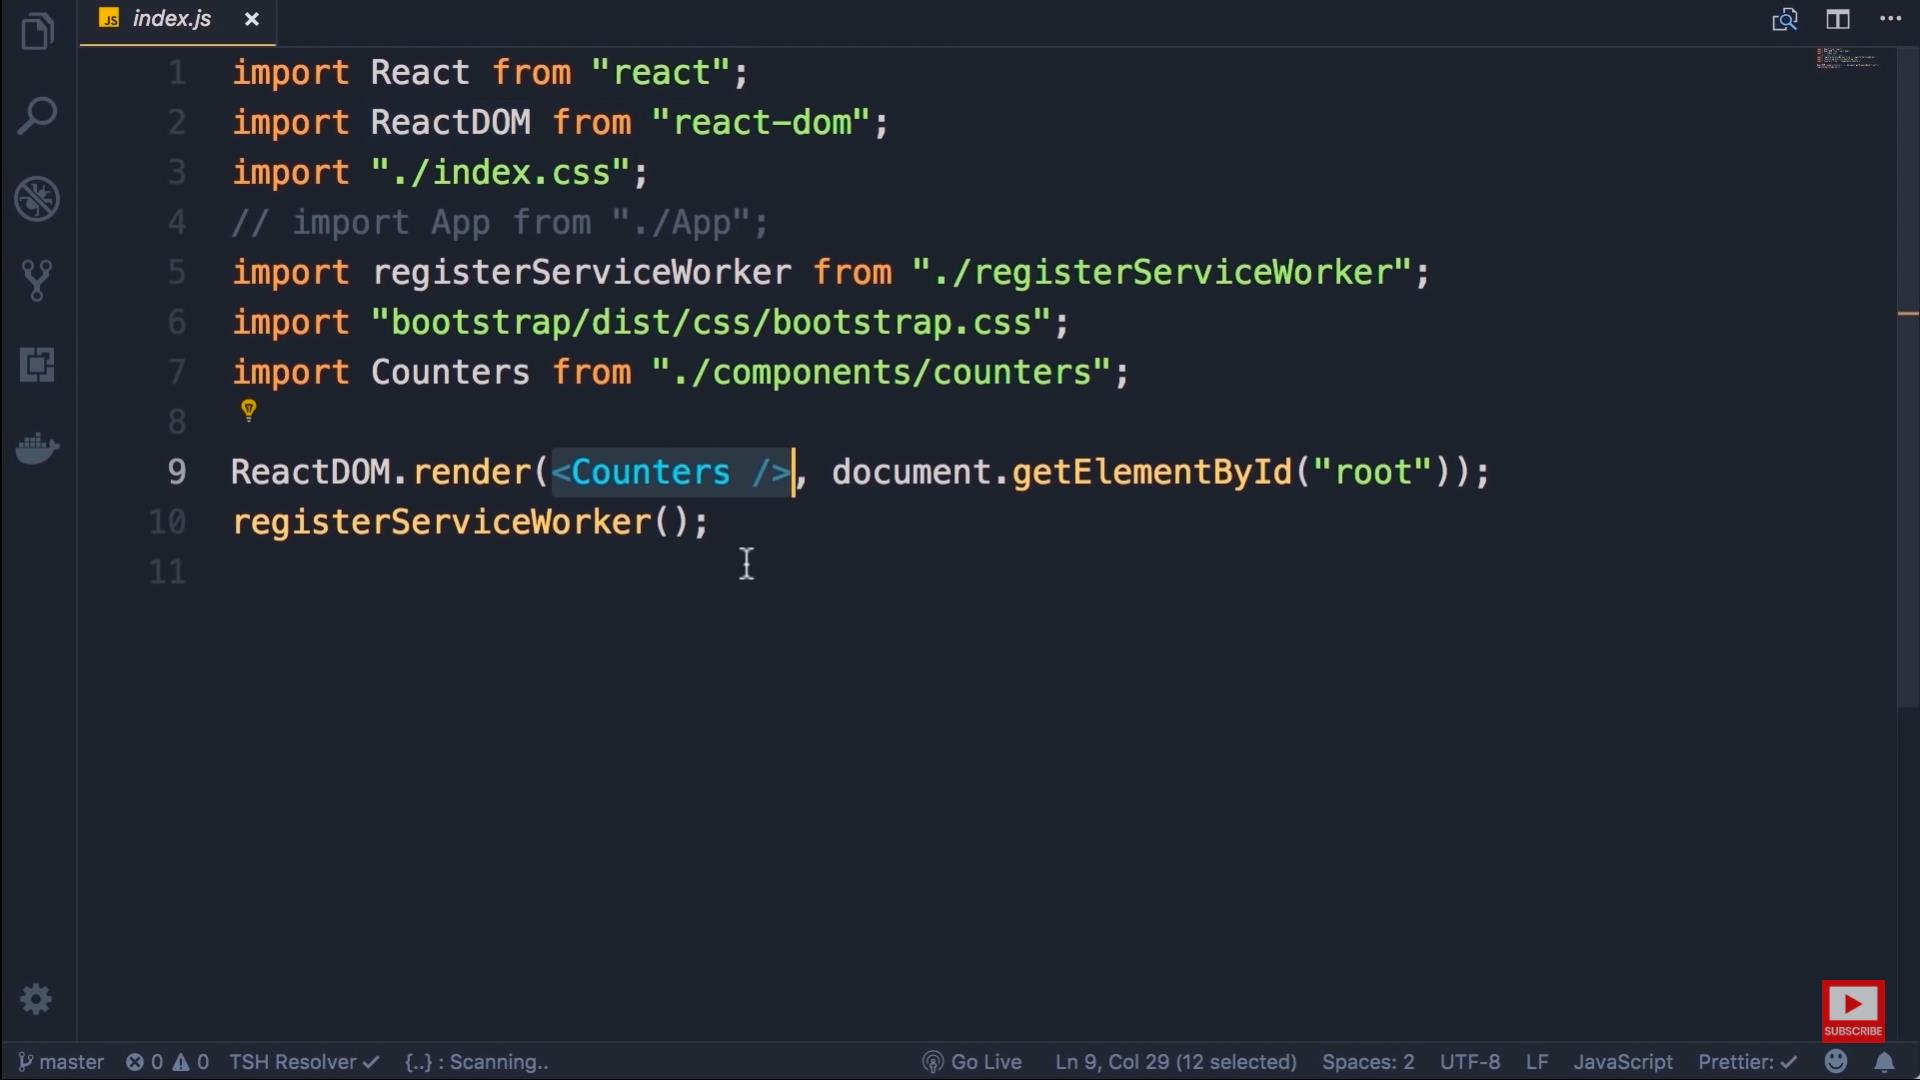 JS index.js
1 import React from "react";
2 import ReactDOM from "react-dom";
3 import "./index.css";
4 // import App from "./App";
5 import registerServiceWorker from "./registerServiceWorker";
6 import "bootstrap/dist/css/bootstrap.css";
7 import Counters from "./components/counters";
8
9 ReactDOM.render(<Counters />, document.getElementById("root"));
10 registerServiceWorker();
11
SUBSCRIBE
master 0 0 TSH Resolver {..} : Scanning.. Go Live Ln 9, Col 29 (12 selected) Spaces: 2 UTF-8 LF JavaScript Prettier: